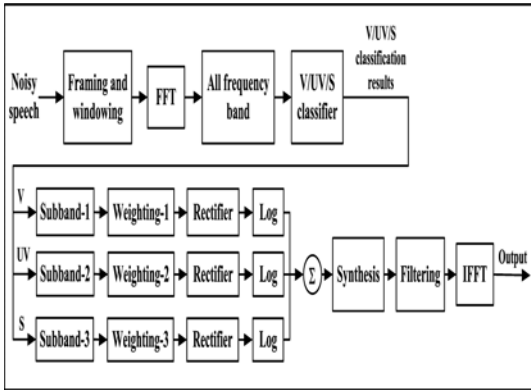 V/UV/S
classification
results
Noisy
speech
Framing and
windowing
FFT
All frequency
band
V/UV/S
classifier
V
Subband-1
Weighting-1
Rectifier
Log
UV
Subband-2
Weighting-2
Rectifier
Log
Σ
Synthesis
Filtering
IFFT
Output
S
Subband-3
Weighting-3
Rectifier
Log